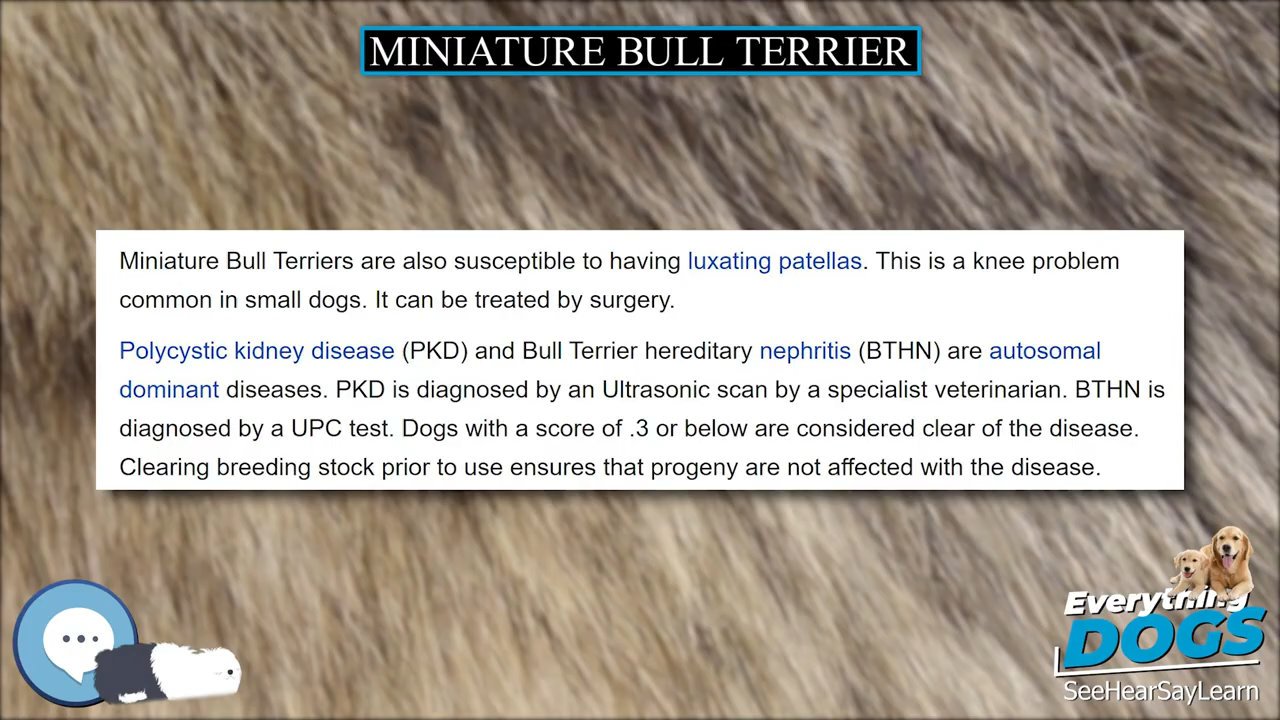 MINIATURE BULL TERRIER
Miniature Bull Terriers are also susceptible to having luxating patellas. This is a knee problem
common in small dogs. It can be treated by surgery.
Polycystic kidney disease (PKD) and Bull Terrier hereditary nephritis (BTHN) are autosomal
dominant diseases. PKD is diagnosed by an Ultrasonic scan by a specialist veterinarian. BTHN is
diagnosed by a UPC test. Dogs with a score of .3 or below are considered clear of the disease.
Clearing breeding stock prior to use ensures that progeny are not affected with the disease.
Everything
DOGS
SeeHearSayLearn